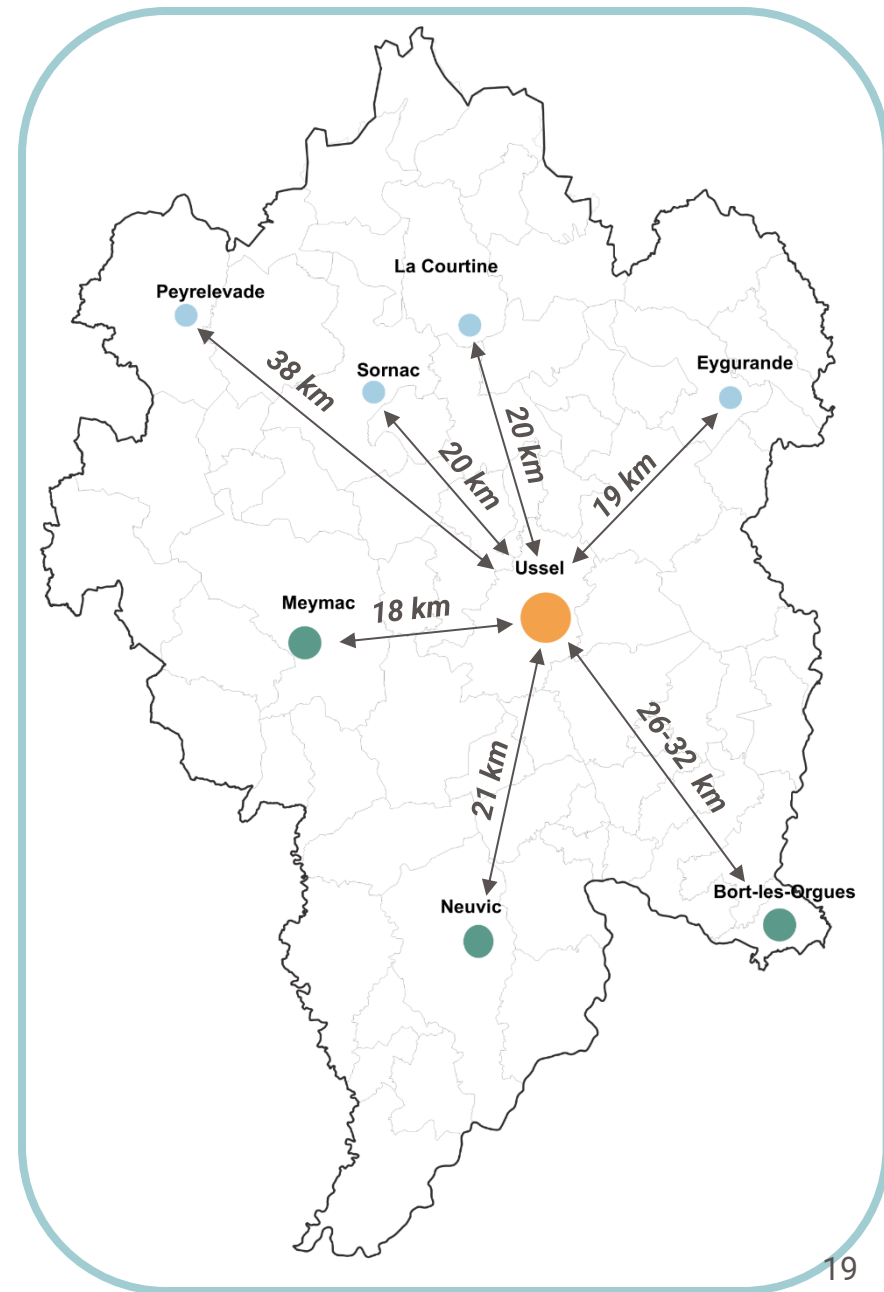 La Courtine
Peyrelevade
Sornac
Eygurande
38 km
20 km
20 km
19 km
Ussel
Meymac
18 km
26-32 km
21 km
Bort-les-Orgues
Neuvic
19